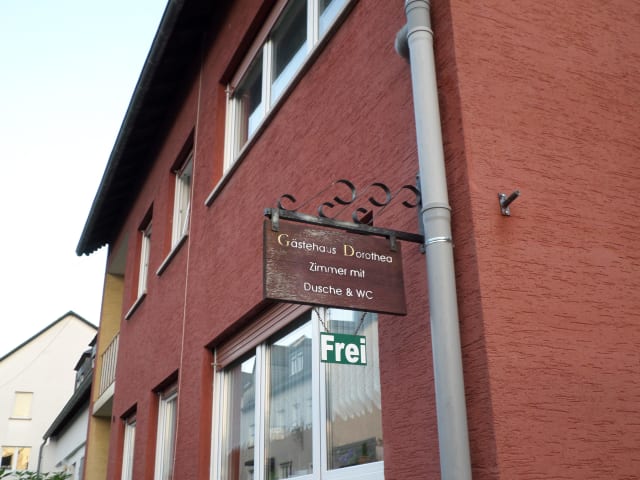 Gästehaus Dorothea
Zimmer mit
Dusche & WC
Frei